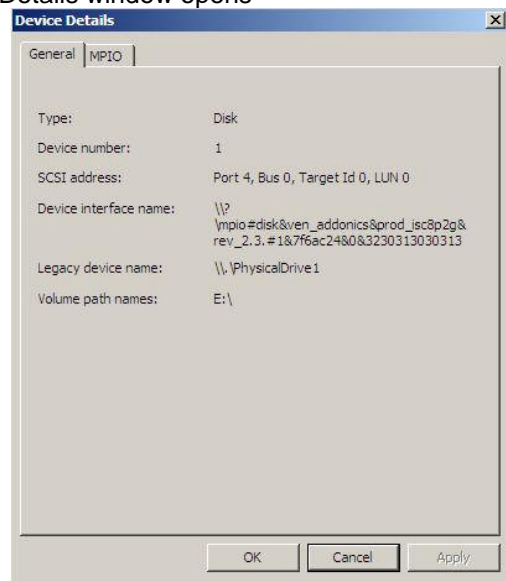 Details window opens
Device Details
General
MPIO
Type: Disk
Device number: 1
SCSI address: Port 4, Bus 0, Target Id 0, LUN 0
Device interface name: \\?
\mpio#disk&ven_addonics&prod_jsc8p2g&
rev_2.3.#1&7f6ac24&0&3230313030313
Legacy device name: \\.\PhysicalDrive1
Volume path names: E:\
OK
Cancel
Apply